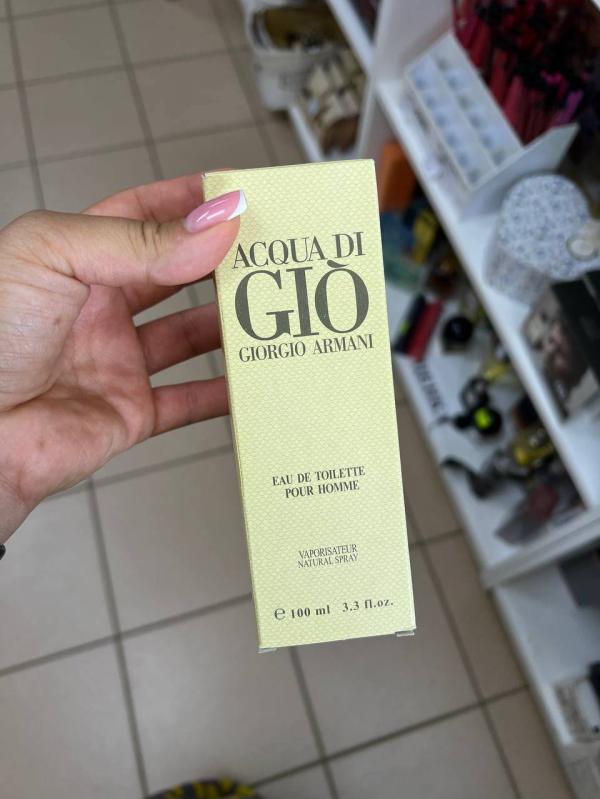 ACQUA DI
GIÒ
GIORGIO ARMANI
EAU DE TOILETTE
POUR HOMME
VAPORISATEUR
NATURAL SPRAY
℮ 100 ml 3.3 fl.oz.